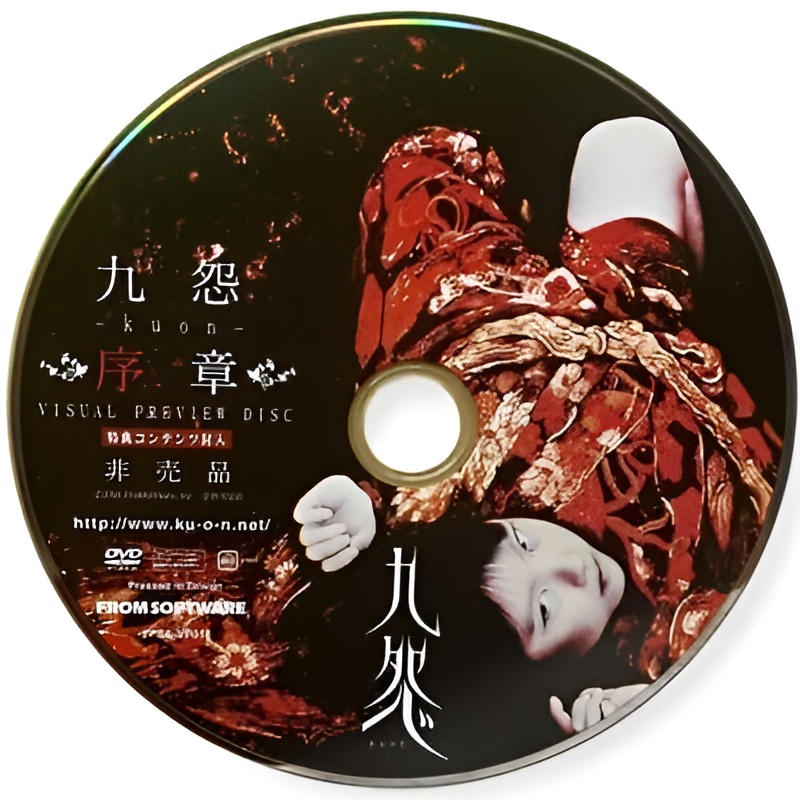 九怨
-kuon-
序章
VISUAL PREVIEW DISC
特典コンテンツ封入
非売品
http://www.ku-o-n.net/
DVD
FROM SOFTWARE
九怨